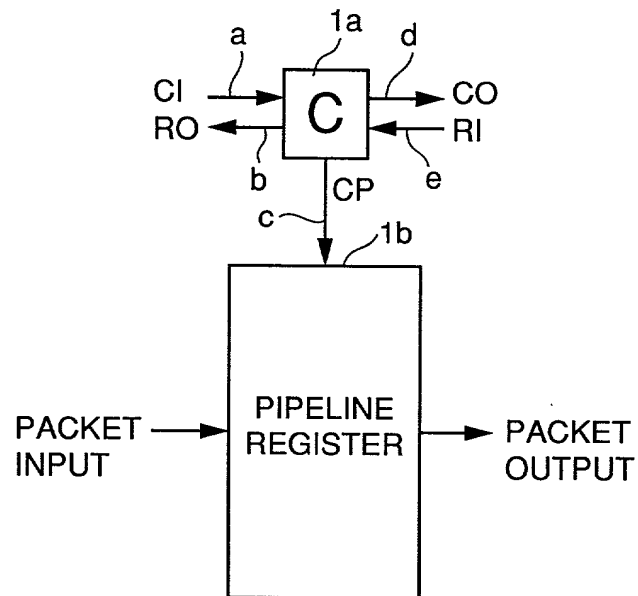 1a
a
d
CI
C
CO
RO
RI
b
e
CP
c
1b
PIPELINE
REGISTER
PACKET
INPUT
PACKET
OUTPUT